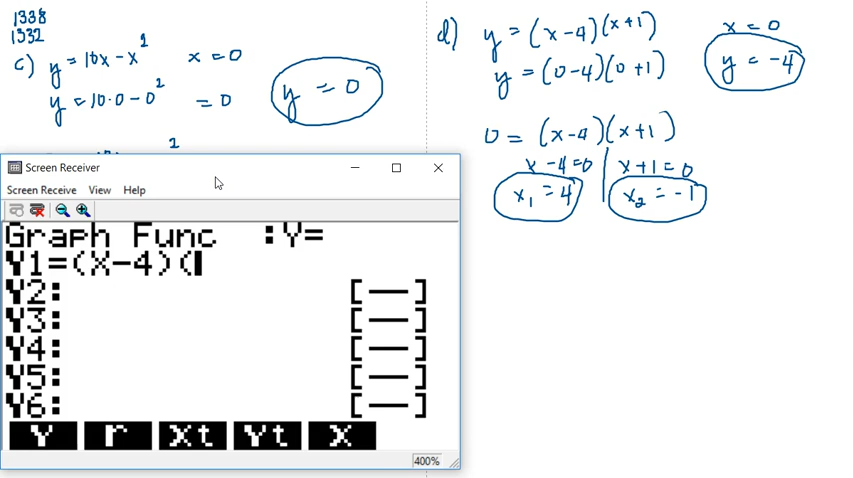 1338
1332
c) y = 10x - x² x = 0
y = 10·0 - 0² = 0
y = 0
2
d) y = (x-4)(x+1)
y = (0-4)(0+1)
x = 0
y = -4
0 = (x-4)(x+1)
x-4=0 | x+1=0
x₁ = 4 x₂ = -1
Screen Receiver
Screen Receive View Help
Graph Func :Y=
Y1=(X-4)(
Y2: [—]
Y3: [—]
Y4: [—]
Y5: [—]
Y6: [—]
Y r Xt Yt X
400%